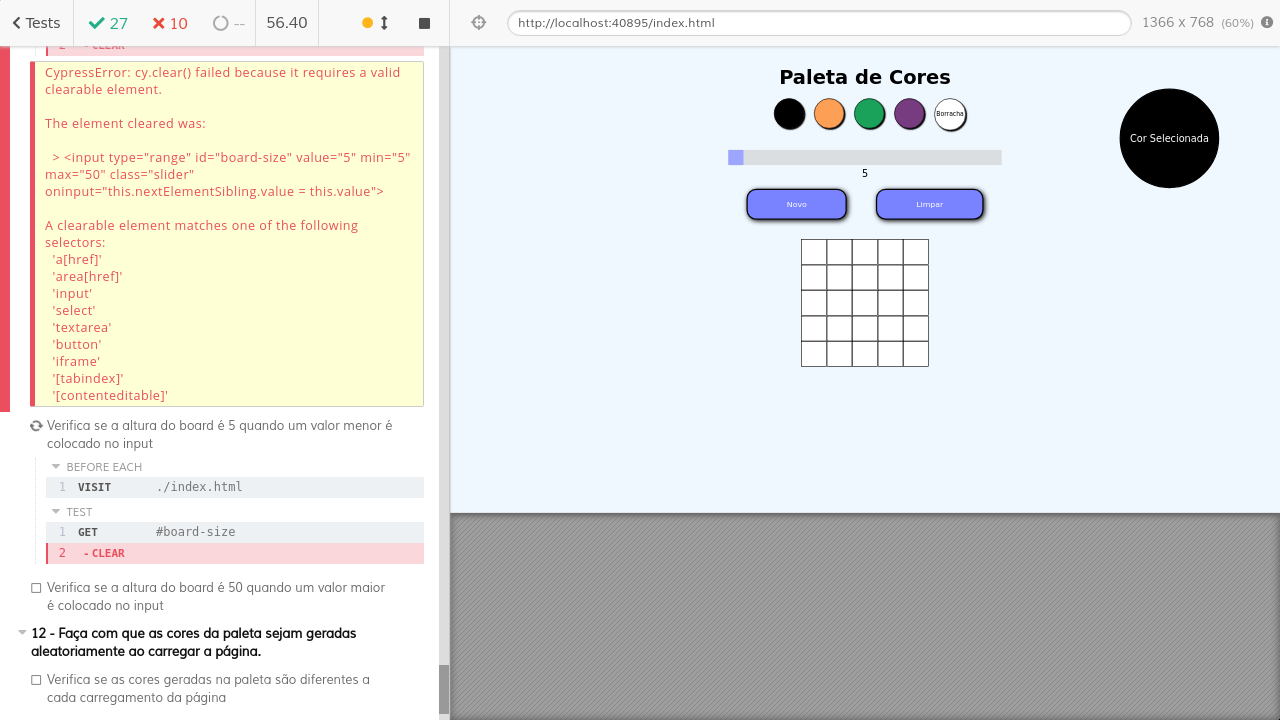 Tests
27
10
--
56.40
http://localhost:40895/index.html
1366 x 768 (60%)
2 - CLEAR
CypressError: cy.clear() failed because it requires a valid
clearable element.
The element cleared was:
> <input type="range" id="board-size" value="5" min="5"
max="50" class="slider"
oninput="this.nextElementSibling.value = this.value">
A clearable element matches one of the following
selectors:
'a[href]'
'area[href]'
'input'
'select'
'textarea'
'button'
'iframe'
'[tabindex]'
'[contenteditable]'
Verifica se a altura do board é 5 quando um valor menor é
colocado no input
BEFORE EACH
1 VISIT ./index.html
TEST
1 GET #board-size
2 - CLEAR
Verifica se a altura do board é 50 quando um valor maior
é colocado no input
12 - Faça com que as cores da paleta sejam geradas
aleatoriamente ao carregar a página.
Verifica se as cores geradas na paleta são diferentes a
cada carregamento da página
Paleta de Cores
Borracha
Cor Selecionada
5
Novo
Limpar